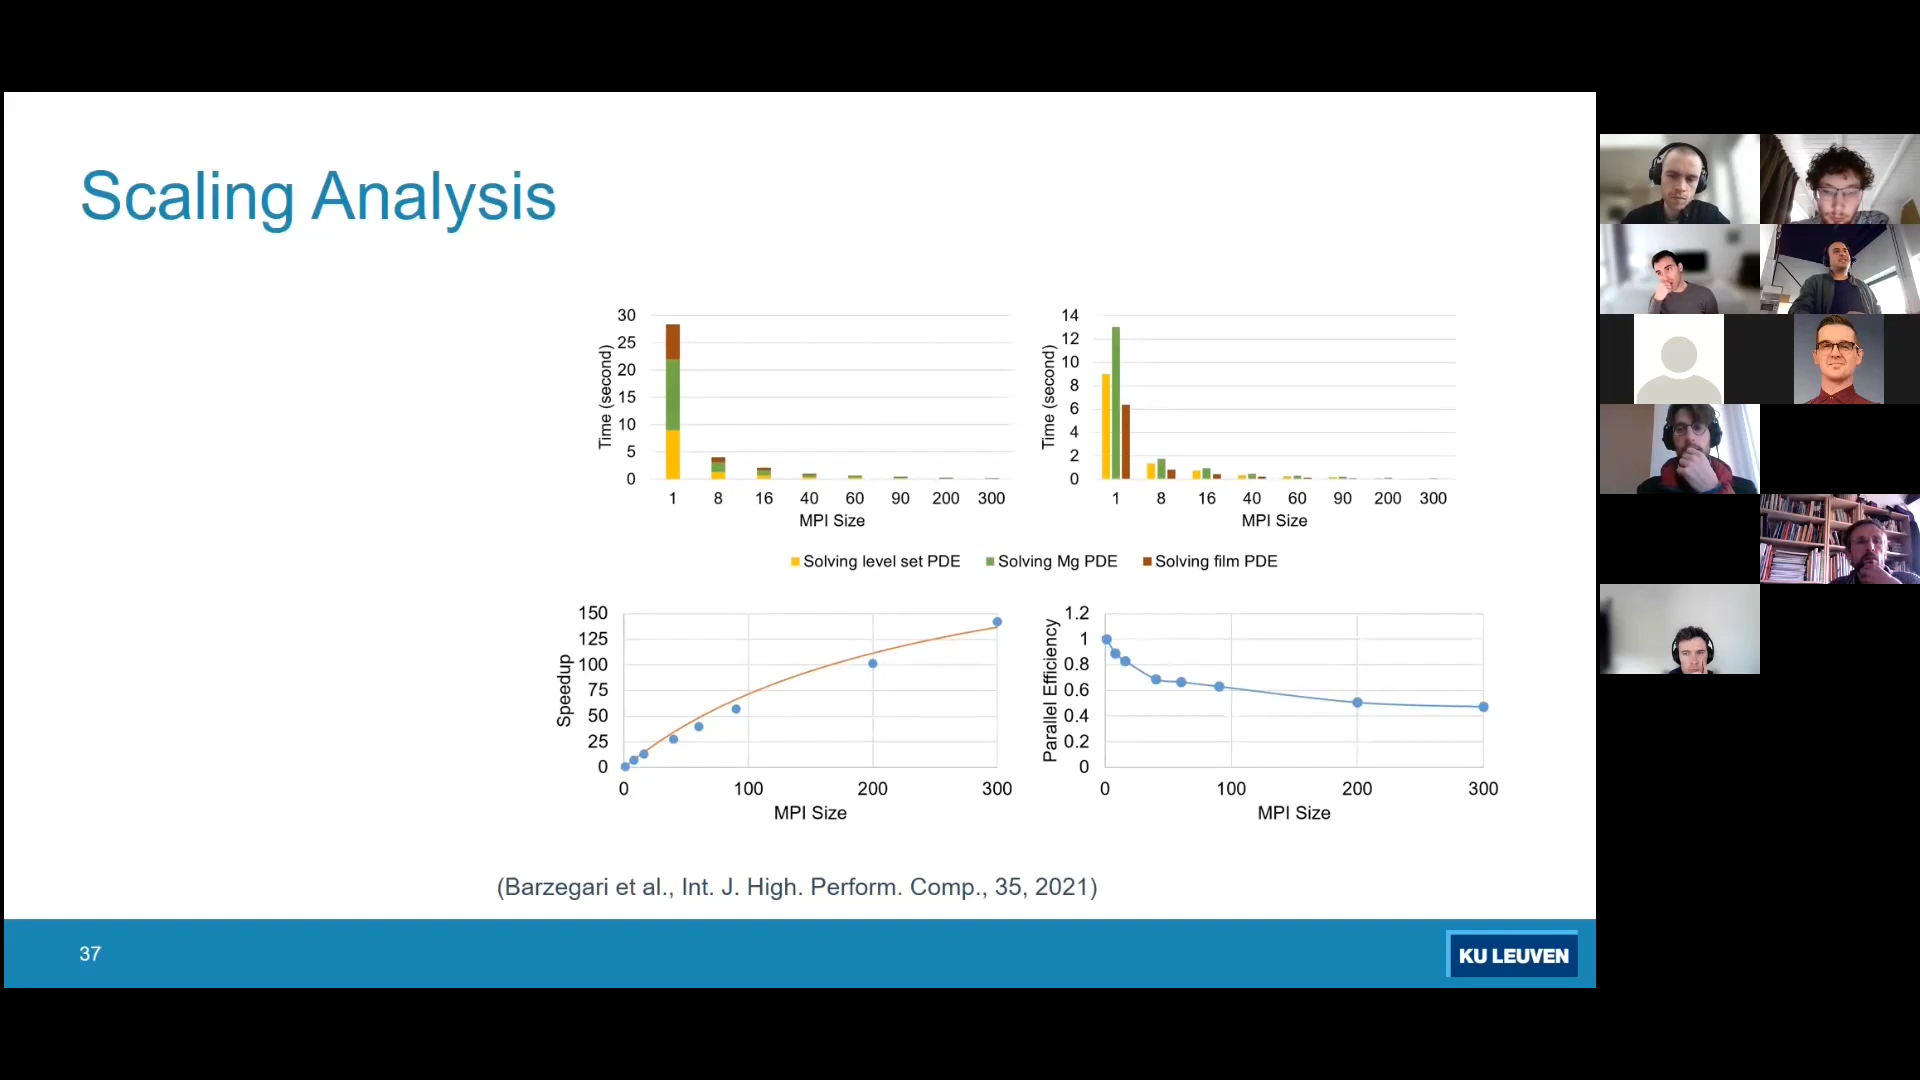 Scaling Analysis
30
25
20
15
10
5
0
Time (second)
1 8 16 40 60 90 200 300
MPI Size
14
12
10
8
6
4
2
0
Time (second)
1 8 16 40 60 90 200 300
MPI Size
Solving level set PDE Solving Mg PDE Solving film PDE
150
125
100
75
50
25
0
Speedup
0 100 200 300
MPI Size
1.2
1
0.8
0.6
0.4
0.2
0
Parallel Efficiency
0 100 200 300
MPI Size
(Barzegari et al., Int. J. High. Perform. Comp., 35, 2021)
37
KU LEUVEN